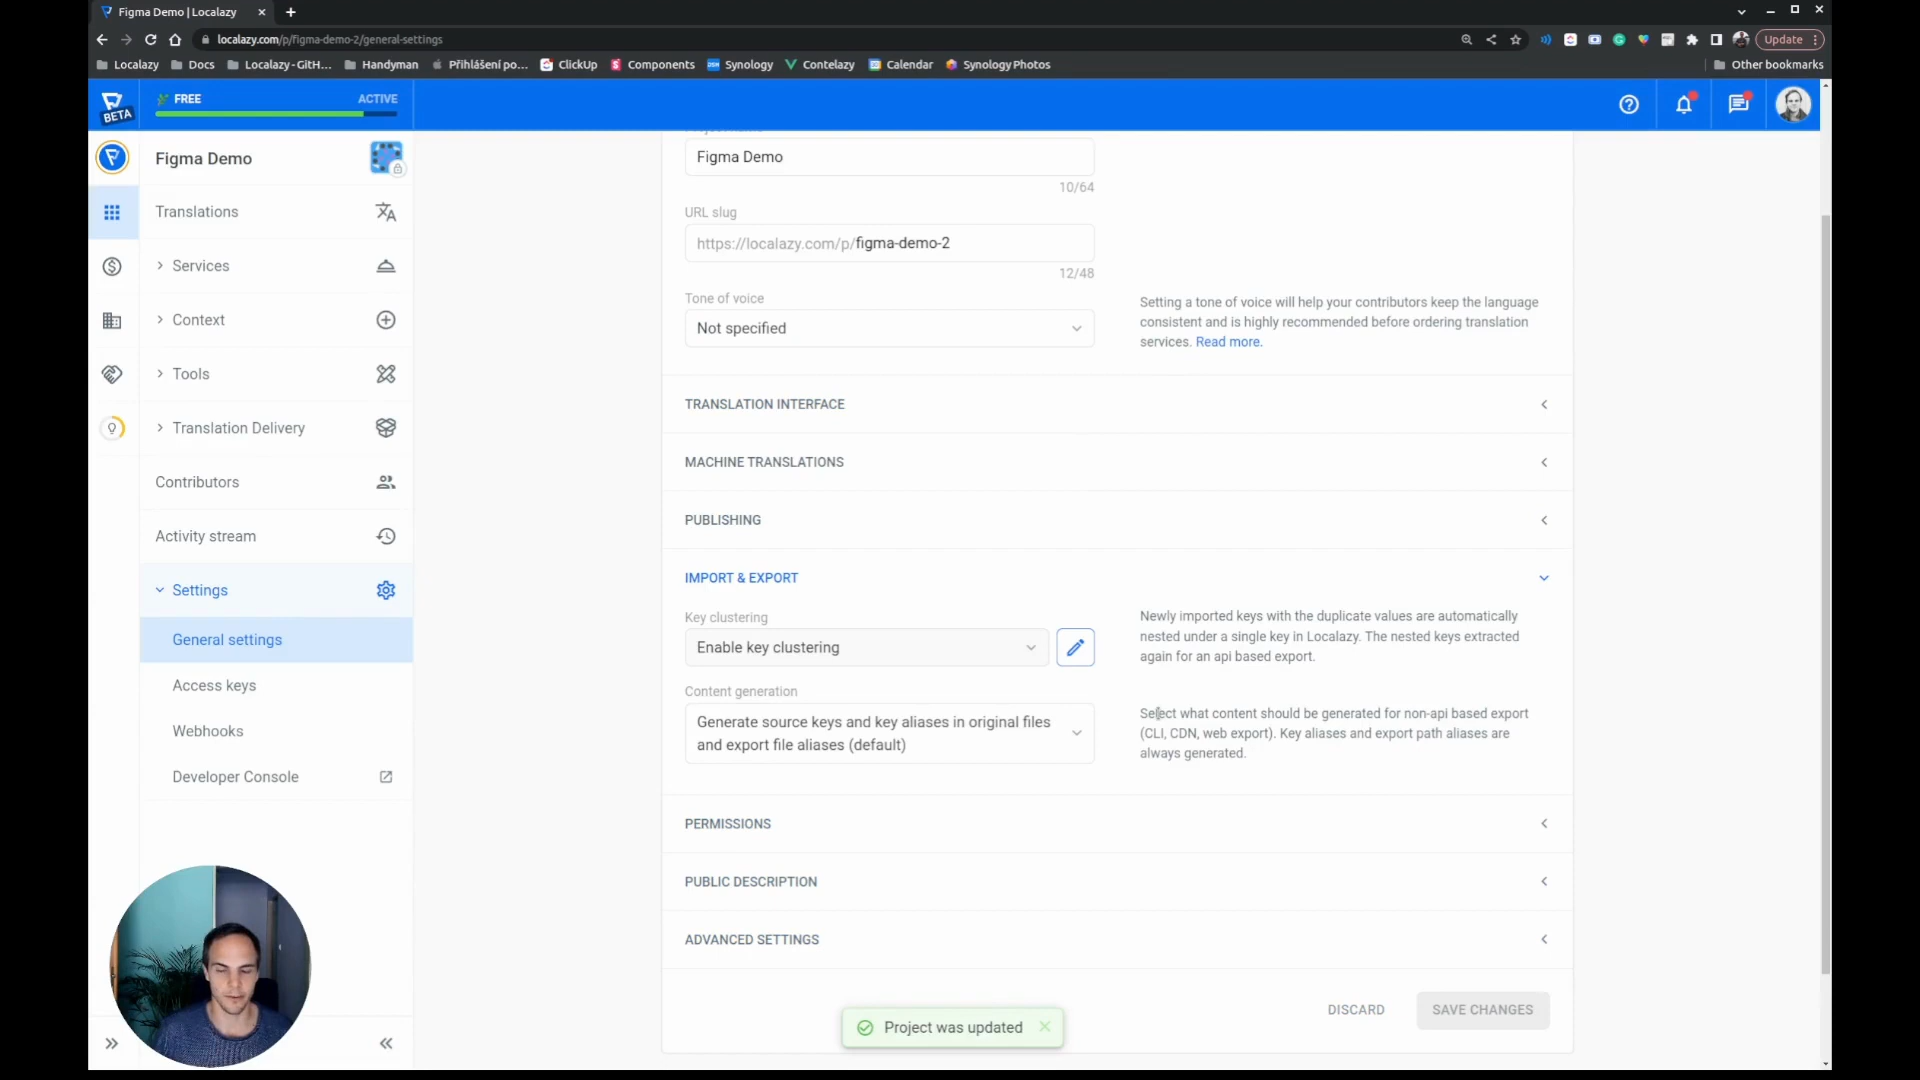 Figma Demo | Localazy
localazy.com/p/figma-demo-2/general-settings
Update
Localazy
Docs
Localazy - GitH...
Handyman
Přihlášení po...
ClickUp
Components
Synology
Contelazy
Calendar
Synology Photos
Other bookmarks
BETA
FREE
ACTIVE
Figma Demo
Translations
Services
Context
Tools
Translation Delivery
Contributors
Activity stream
Settings
General settings
Access keys
Webhooks
Developer Console
Figma Demo
10/64
URL slug
https://localazy.com/p/figma-demo-2
12/48
Tone of voice
Not specified
Setting a tone of voice will help your contributors keep the language
consistent and is highly recommended before ordering translation
services. Read more.
TRANSLATION INTERFACE
MACHINE TRANSLATIONS
PUBLISHING
IMPORT & EXPORT
Key clustering
Enable key clustering
Newly imported keys with the duplicate values are automatically
nested under a single key in Localazy. The nested keys extracted
again for an api based export.
Content generation
Generate source keys and key aliases in original files
and export file aliases (default)
Select what content should be generated for non-api based export
(CLI, CDN, web export). Key aliases and export path aliases are
always generated.
PERMISSIONS
PUBLIC DESCRIPTION
ADVANCED SETTINGS
DISCARD
SAVE CHANGES
Project was updated